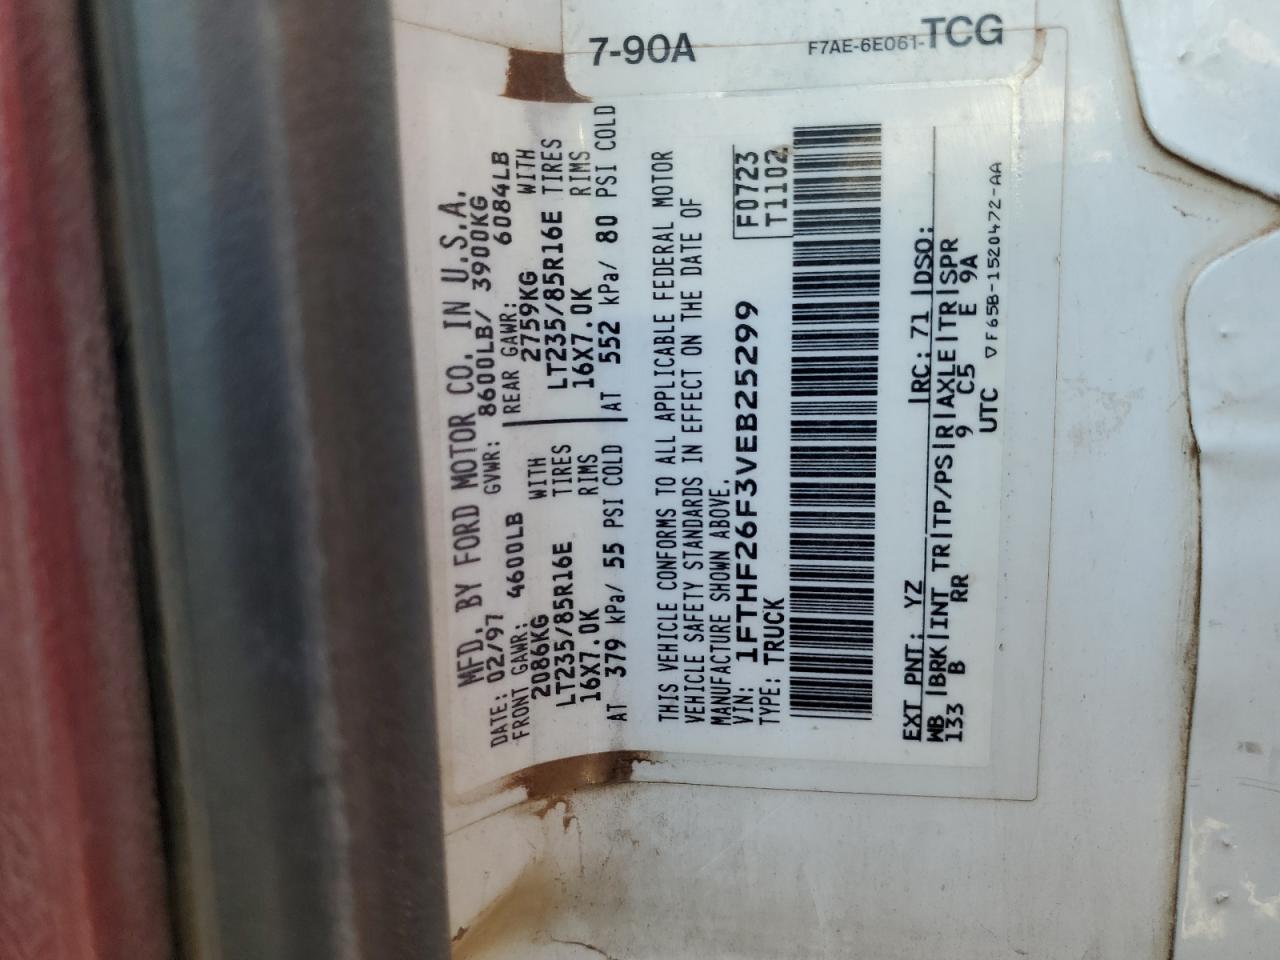 7-90A F7AE-6E061-TCG
MFD. BY FORD MOTOR CO. IN U.S.A.
DATE: 02/97 GVWR: 8600LB/ 3900KG
FRONT GAWR: 4600LB REAR GAWR: 6084LB
2086KG WITH 2759KG WITH
LT235/85R16E TIRES LT235/85R16E TIRES
16X7.0K RIMS 16X7.0K RIMS
AT 379 kPa/ 55 PSI COLD AT 552 kPa/ 80 PSI COLD
THIS VEHICLE CONFORMS TO ALL APPLICABLE FEDERAL MOTOR
VEHICLE SAFETY STANDARDS IN EFFECT ON THE DATE OF
MANUFACTURE SHOWN ABOVE.
VIN: 1FTHF26F3VEB25299 F0723
TYPE: TRUCK T1102
EXT PNT: YZ RC: 71 DSO:
WB BRK INT TR TP/PS R AXLE TR SPR
133 B RR 9 C5 E 9A
UTC
▽F65B-1520472-AA